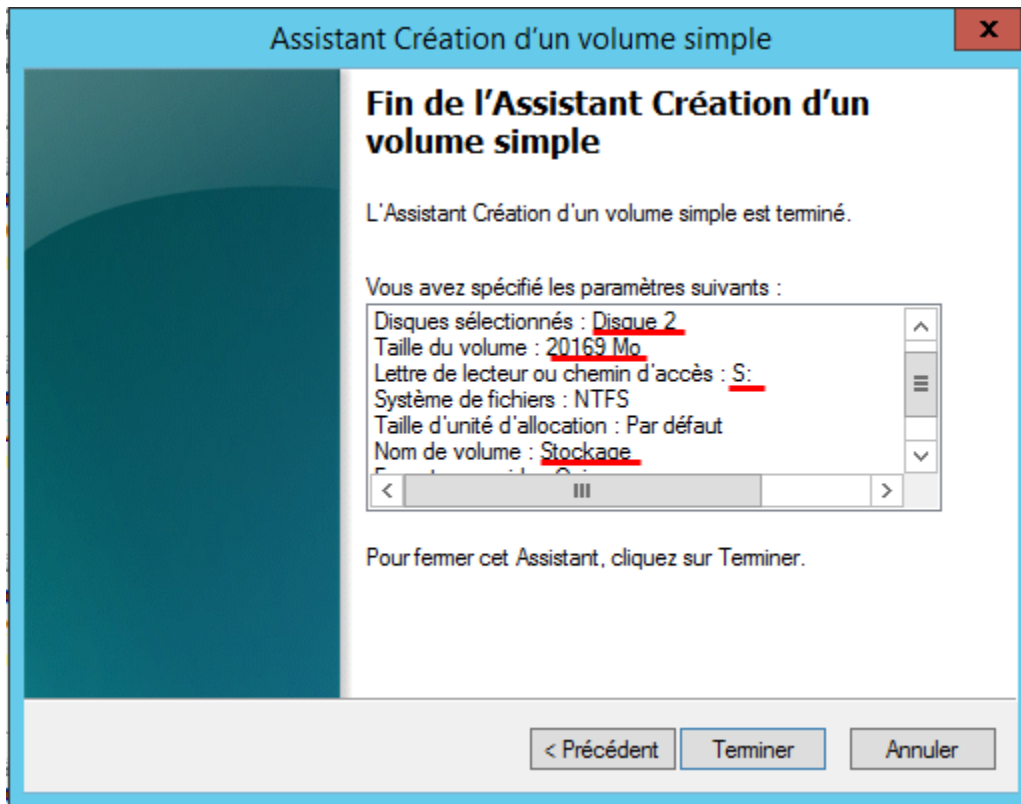 Assistant Création d'un volume simple
Fin de l'Assistant Création d'un
volume simple
L'Assistant Création d'un volume simple est terminé.
Vous avez spécifié les paramètres suivants :
Disques sélectionnés : Disque 2
Taille du volume : 20169 Mo
Lettre de lecteur ou chemin d'accès : S:
Système de fichiers : NTFS
Taille d'unité d'allocation : Par défaut
Nom de volume : Stockage
Pour fermer cet Assistant, cliquez sur Terminer.
< Précédent
Terminer
Annuler